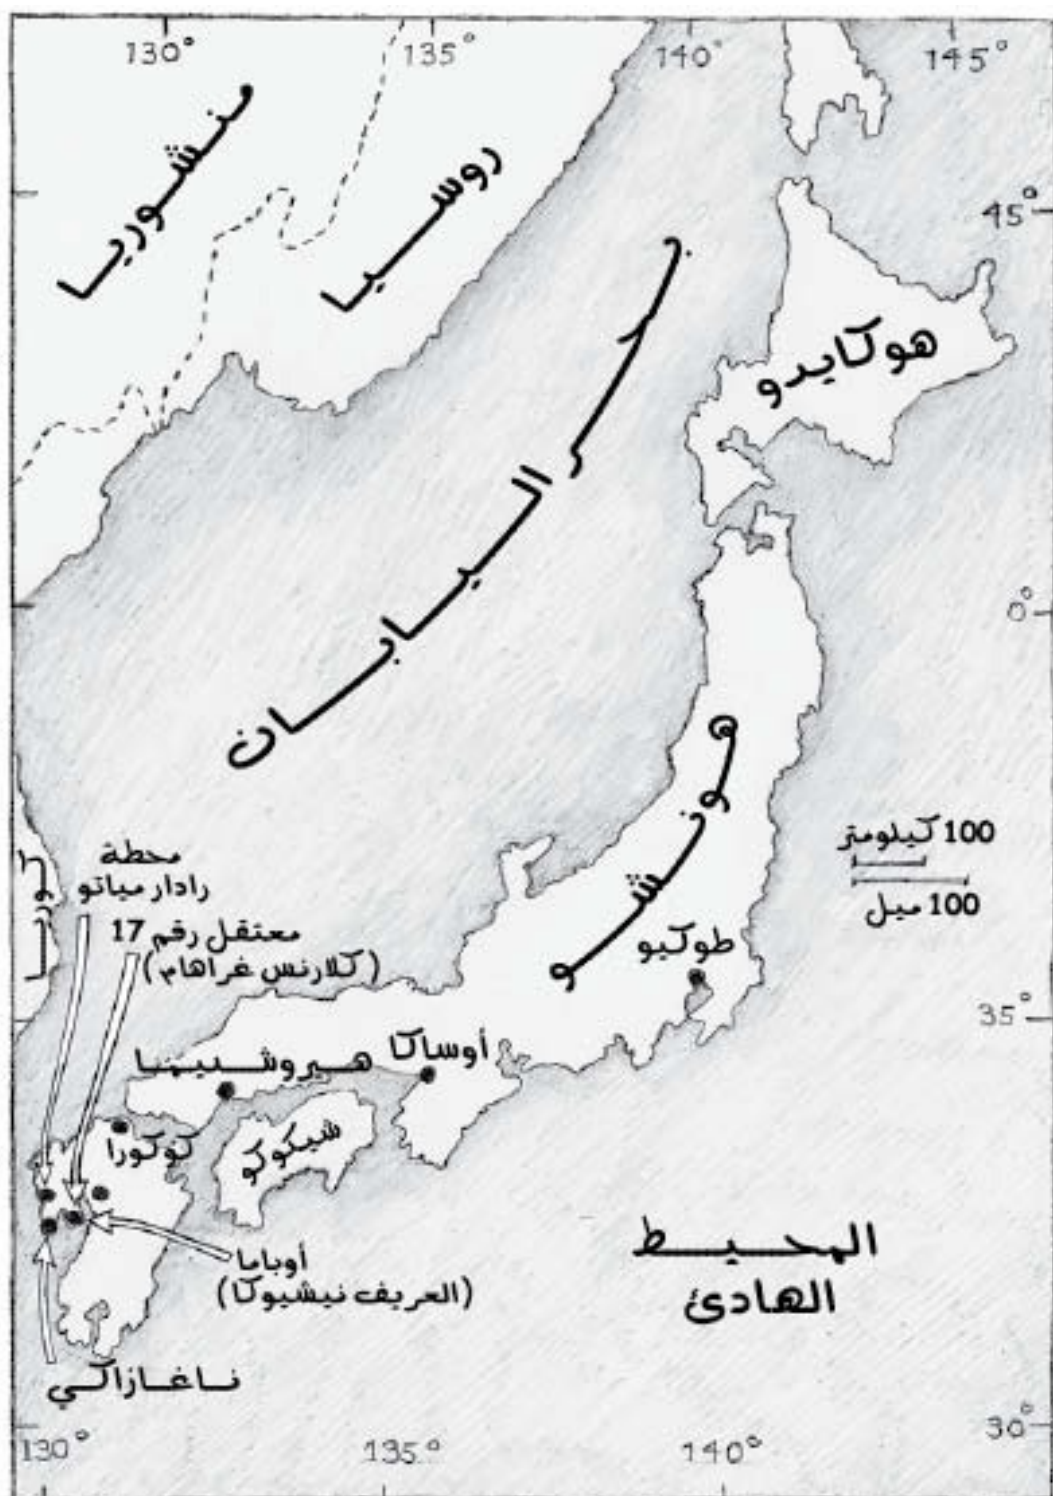 130°
135°
140°
145°
منشوريا
روسيا
45°
هوكايدو
بحر اليابان
0°
هونشو
100 كيلومتر
100 ميل
كوريا
محطة
رادار مياتو
معتقل رقم 17
(كلارنس غراهام)
طوكيو
35°
أوساكا
هيروشيما
كوكورا
شيكوكو
أوباما
(العريف نيشيوكا)
المحيط
الهادئ
ناغازاكي
30°
130°
135°
140°